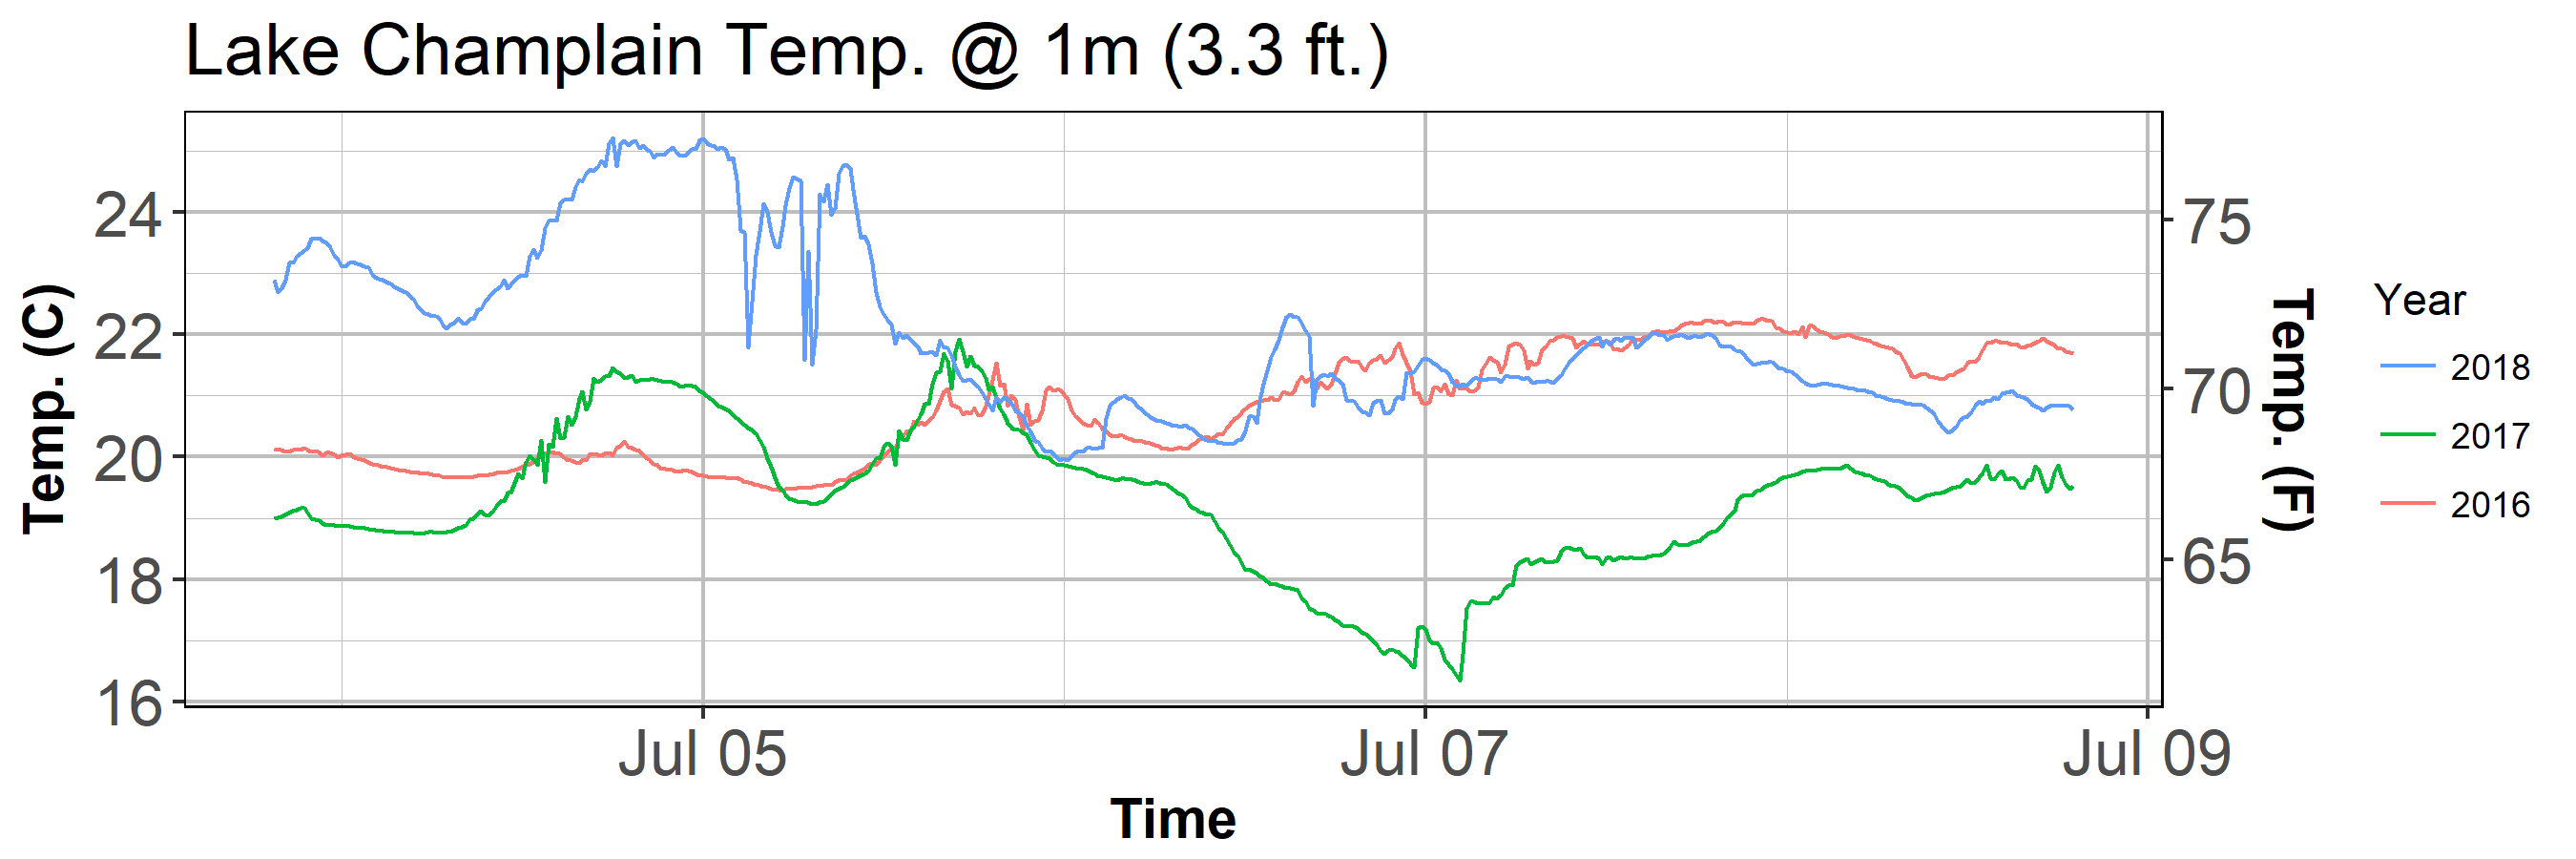 Lake Champlain Temp. @ 1m (3.3 ft.)
Temp. (C)
24
22
20
18
16
75
70
65
Temp. (F)
Jul 05
Jul 07
Jul 09
Time
Year
2018
2017
2016